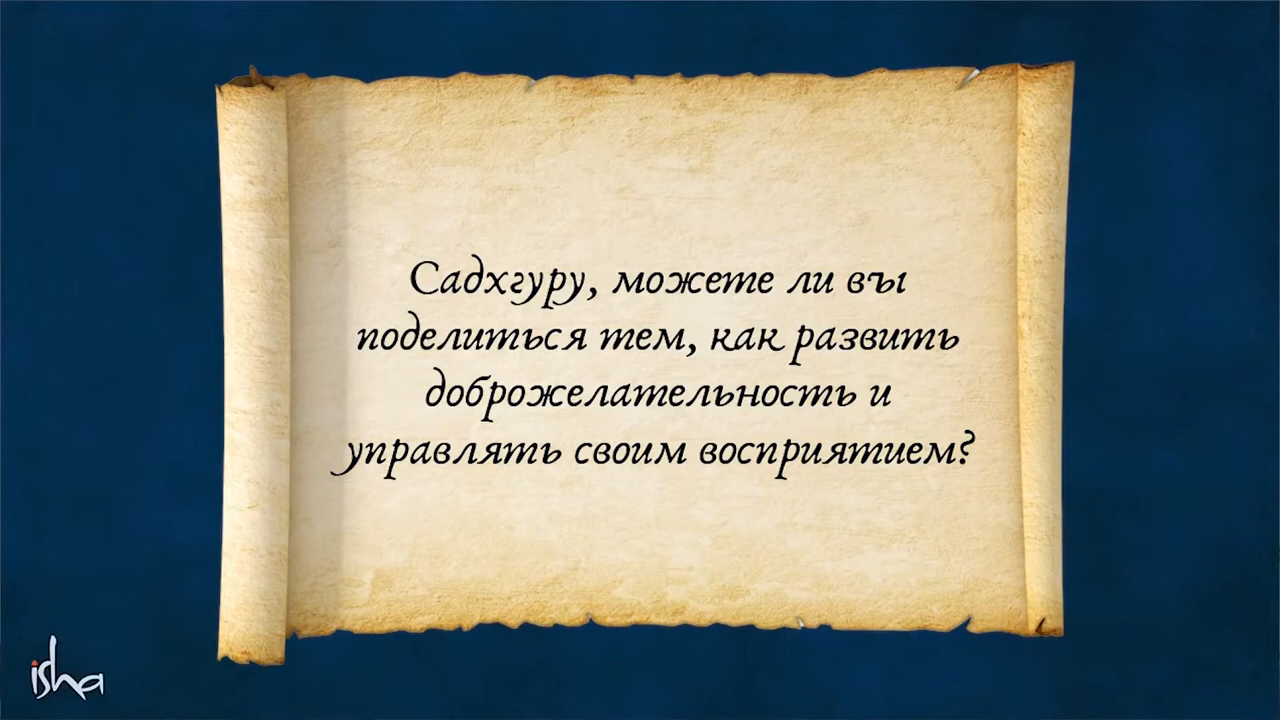 Садхгуру, можете ли вы
поделиться тем, как развить
доброжелательность и
управлять своим восприятием?
isha